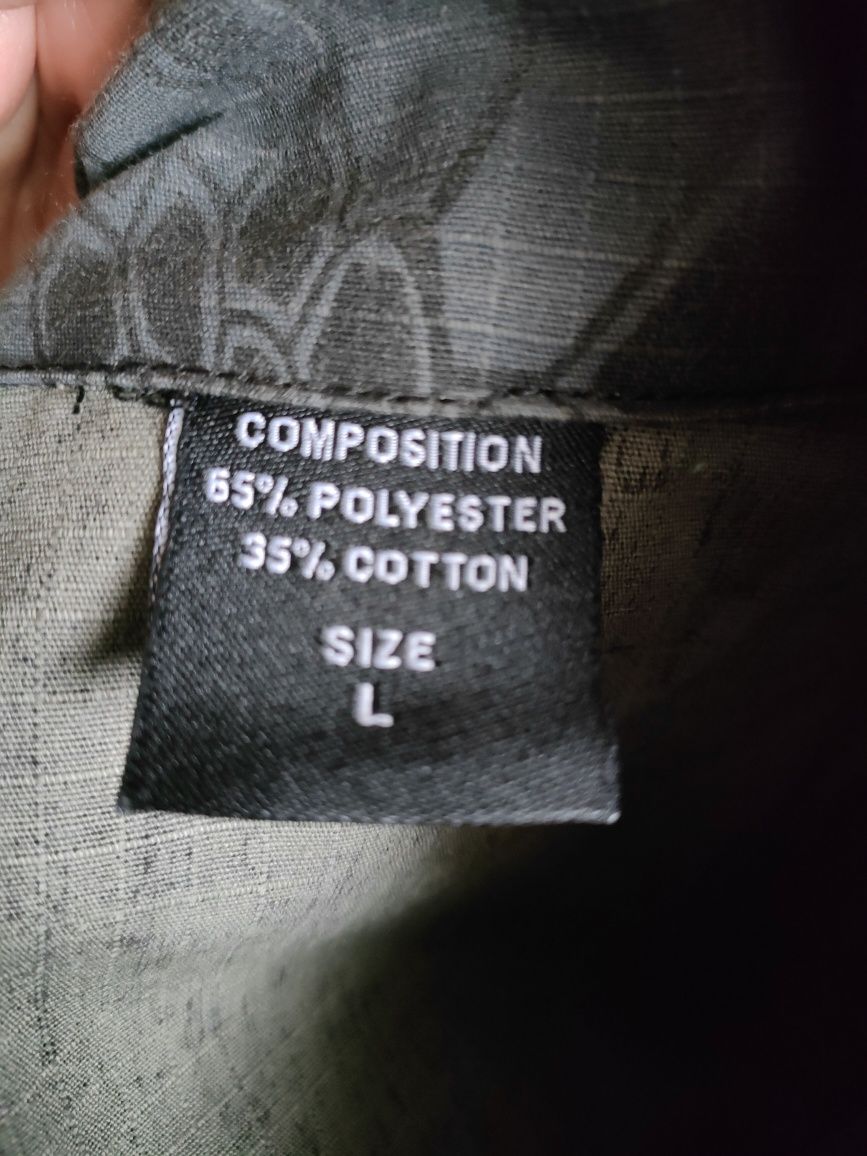 COMPOSITION
65% POLYESTER
35% COTTON
SIZE
L